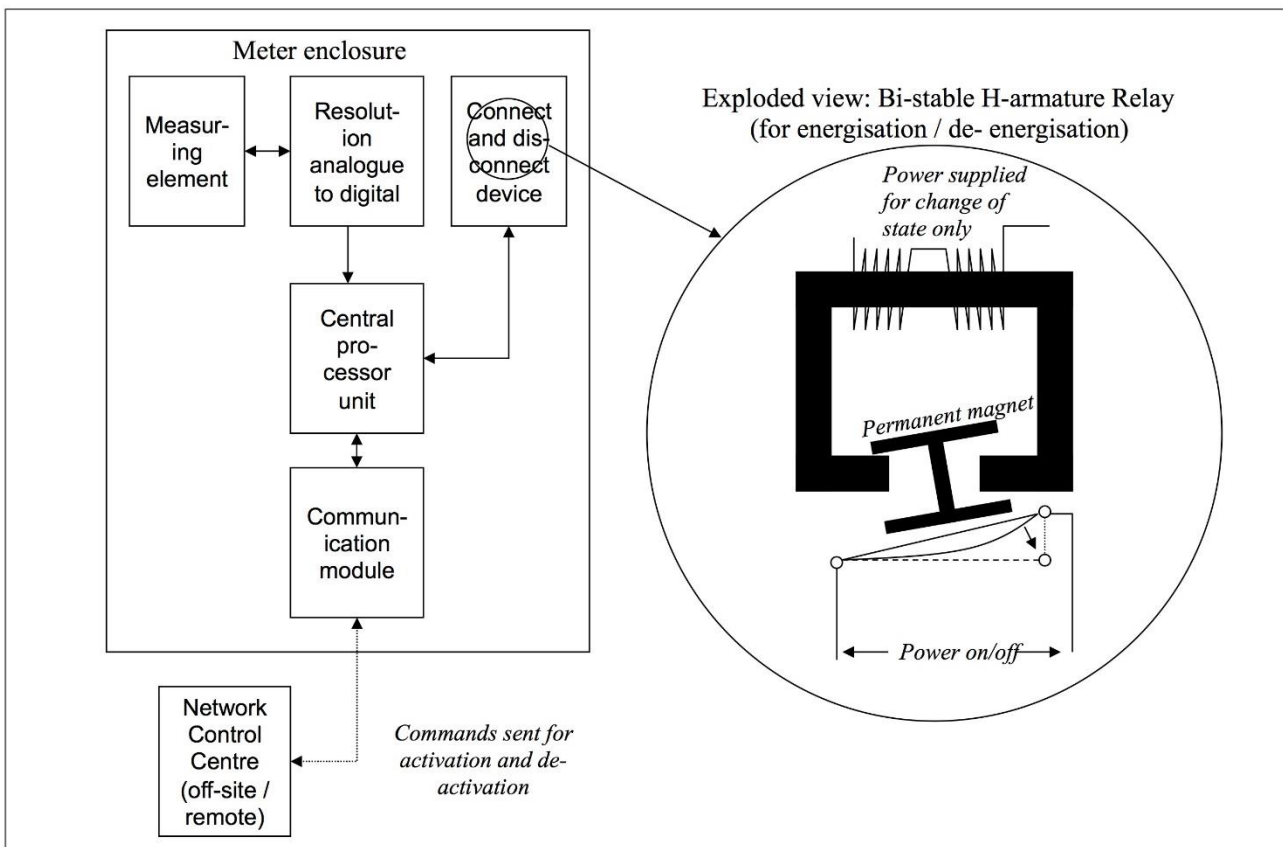 Meter enclosure
Measur-
ing
element
Resolut-
ion
analogue
to digital
Connect
and dis-
connect
device
Central
pro-
cessor
unit
Commun-
ication
module
Network
Control
Centre
(off-site /
remote)
Commands sent for
activation and de-
activation
Exploded view: Bi-stable H-armature Relay
(for energisation / de- energisation)
Power supplied
for change of
state only
Permanent magnet
Power on/off